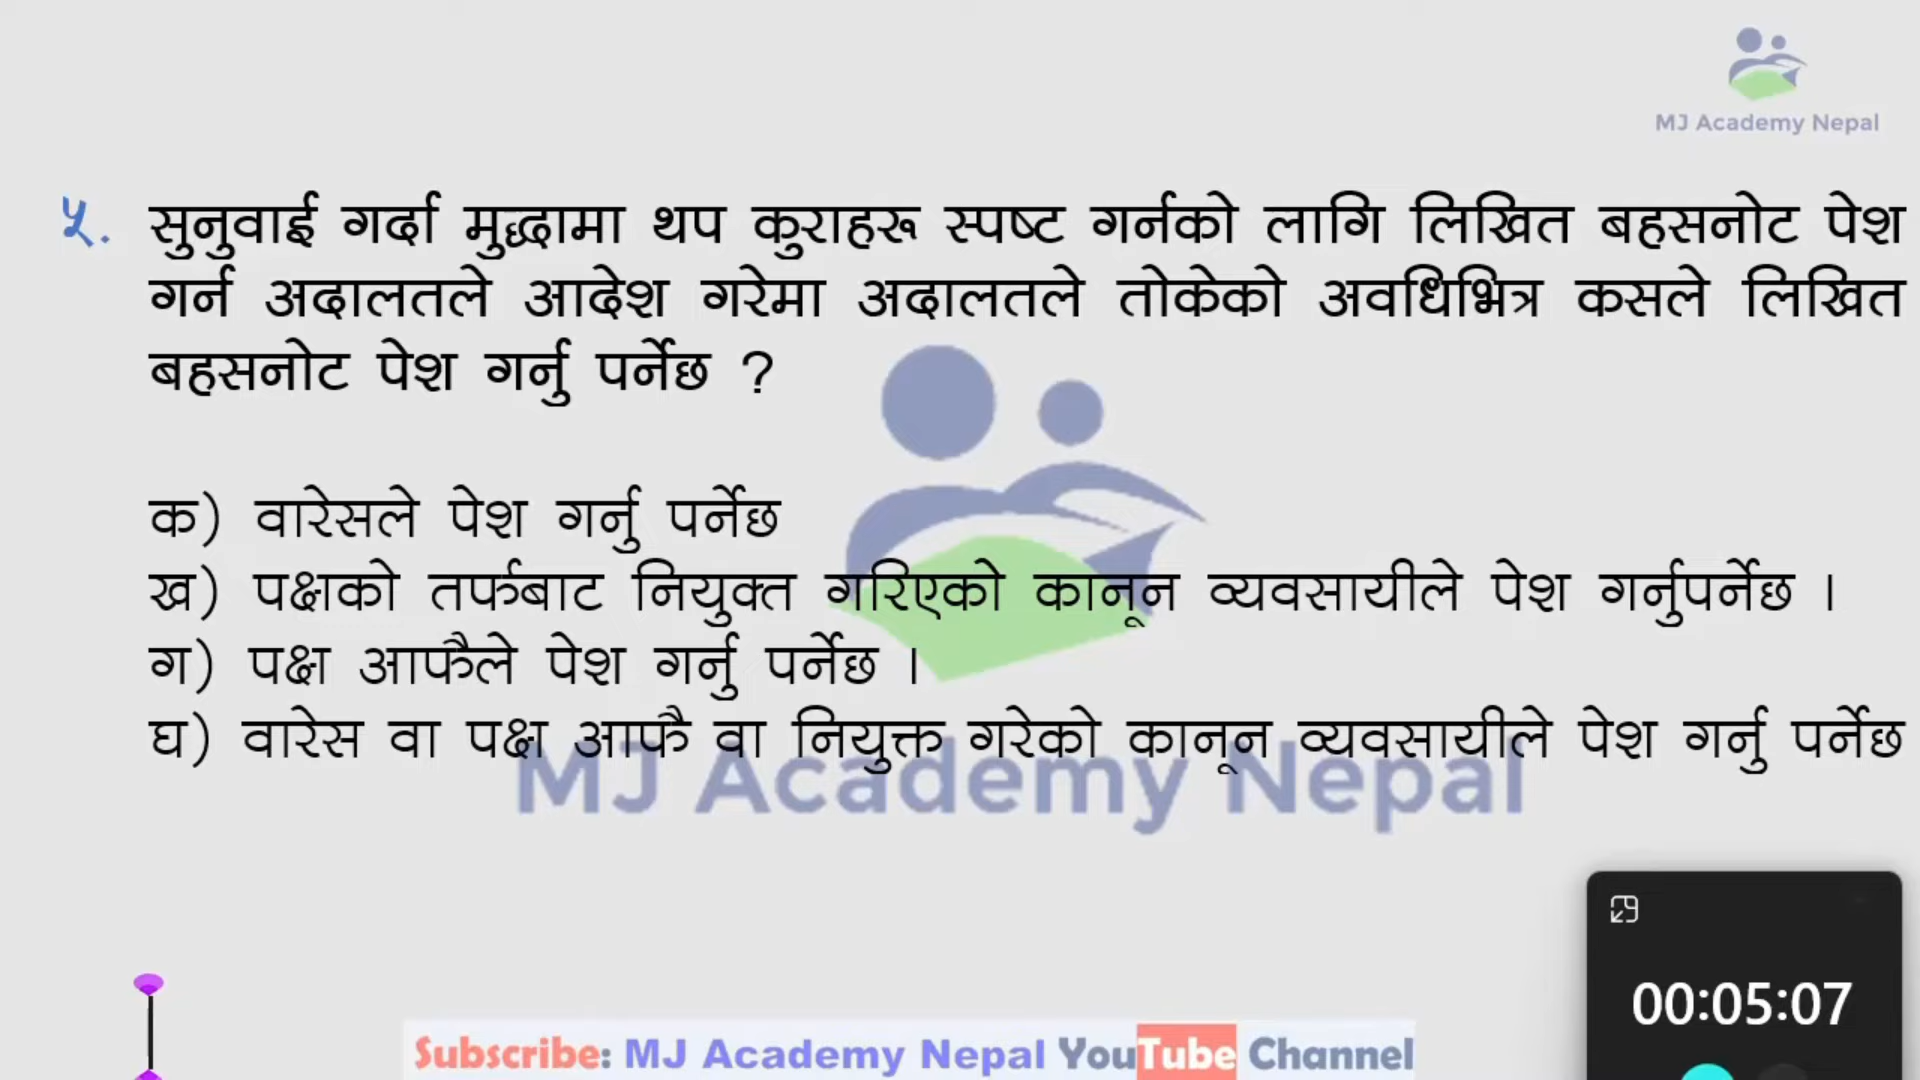 MJ Academy Nepal
५. सुनुवाई गर्दा मुद्धामा थप कुराहरू स्पष्ट गर्नको लागि लिखित बहसनोट पेश
गर्न अदालतले आदेश गरेमा अदालतले तोकेको अवधिभित्र कसले लिखित
बहसनोट पेश गर्नु पर्नेछ ?
क) वारेसले पेश गर्नु पर्नेछ
ख) पक्षको तर्फबाट नियुक्त गरिएको कानून व्यवसायीले पेश गर्नुपर्नेछ ।
ग) पक्ष आफैले पेश गर्नु पर्नेछ ।
घ) वारेस वा पक्ष आफै वा नियुक्त गरेको कानून व्यवसायीले पेश गर्नु पर्नेछ
MJ Academy Nepal
00:05:07
Subscribe: MJ Academy Nepal YouTube Channel